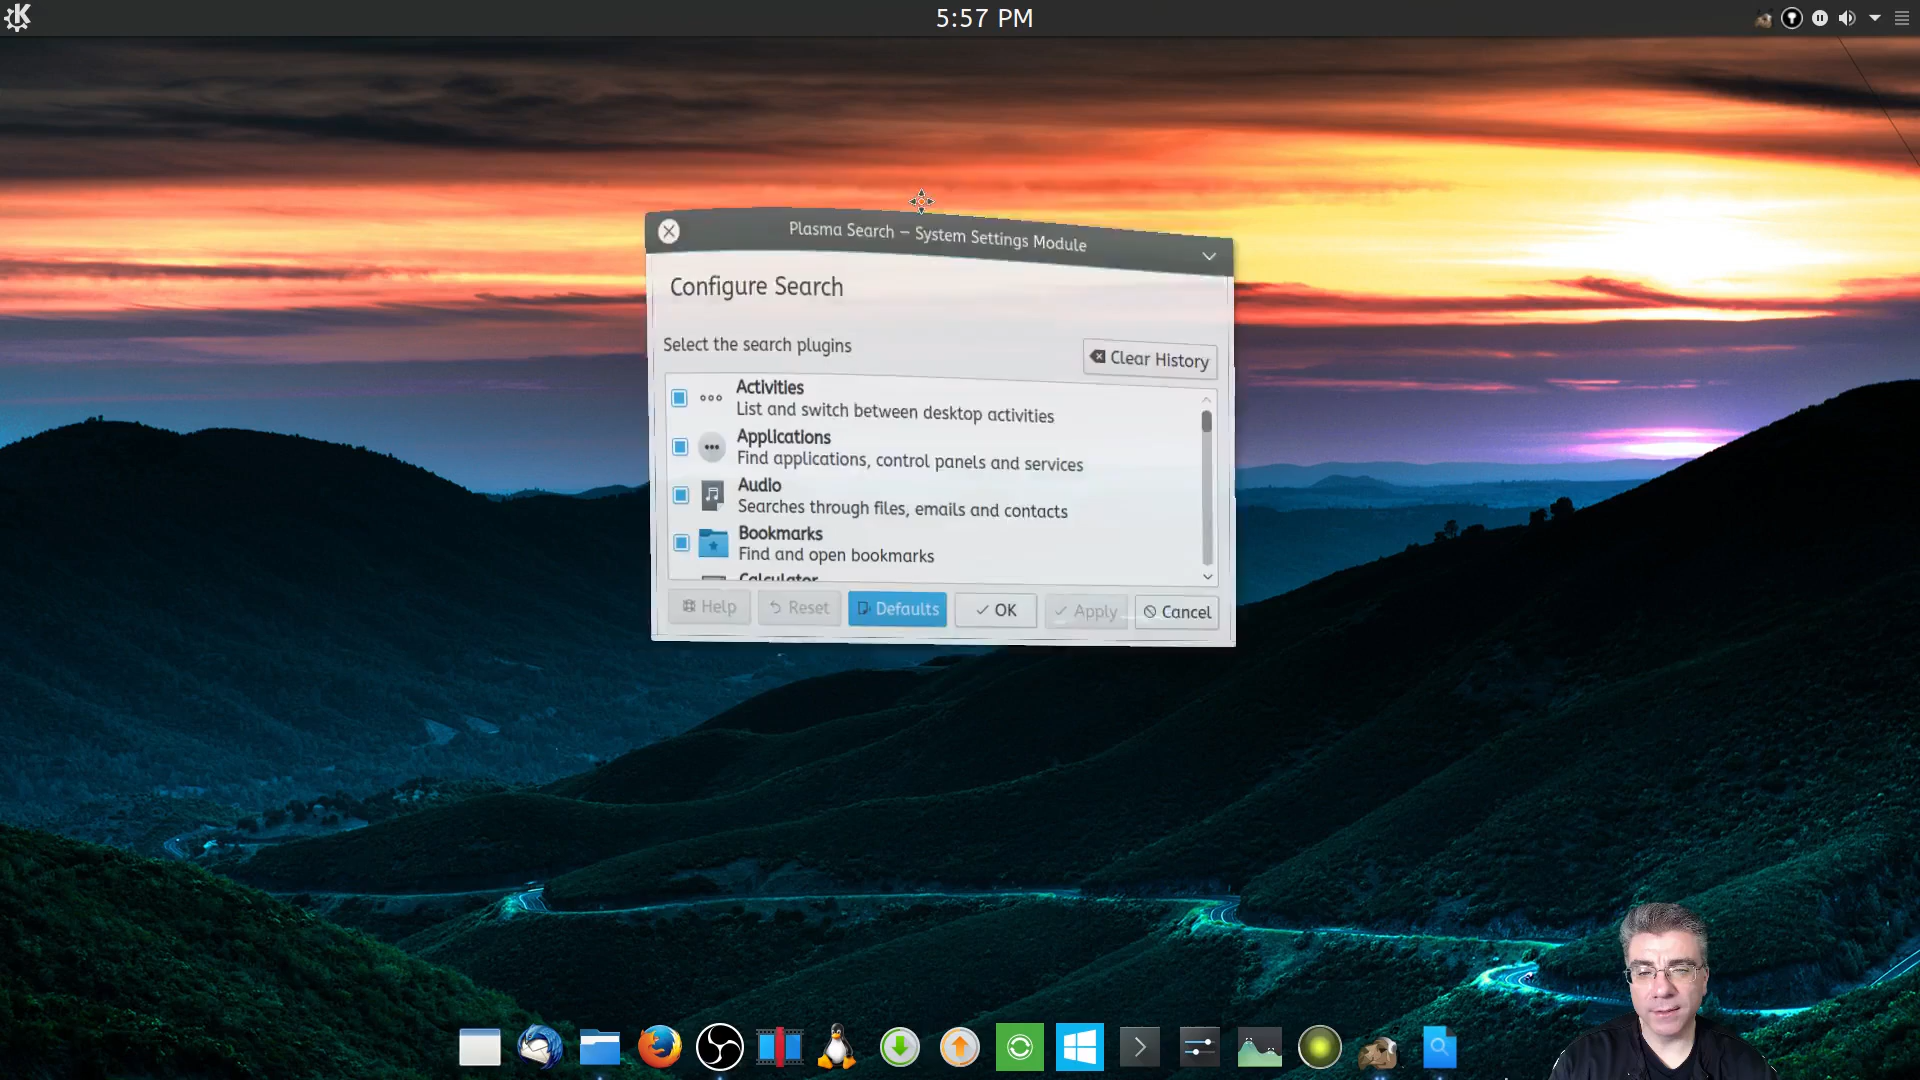 5:57 PM
Plasma Search — System Settings Module
Configure Search
Select the search plugins
Clear History
Activities
List and switch between desktop activities
Applications
Find applications, control panels and services
Audio
Searches through files, emails and contacts
Bookmarks
Find and open bookmarks
Calculator
Help
Reset
Defaults
OK
Apply
Cancel